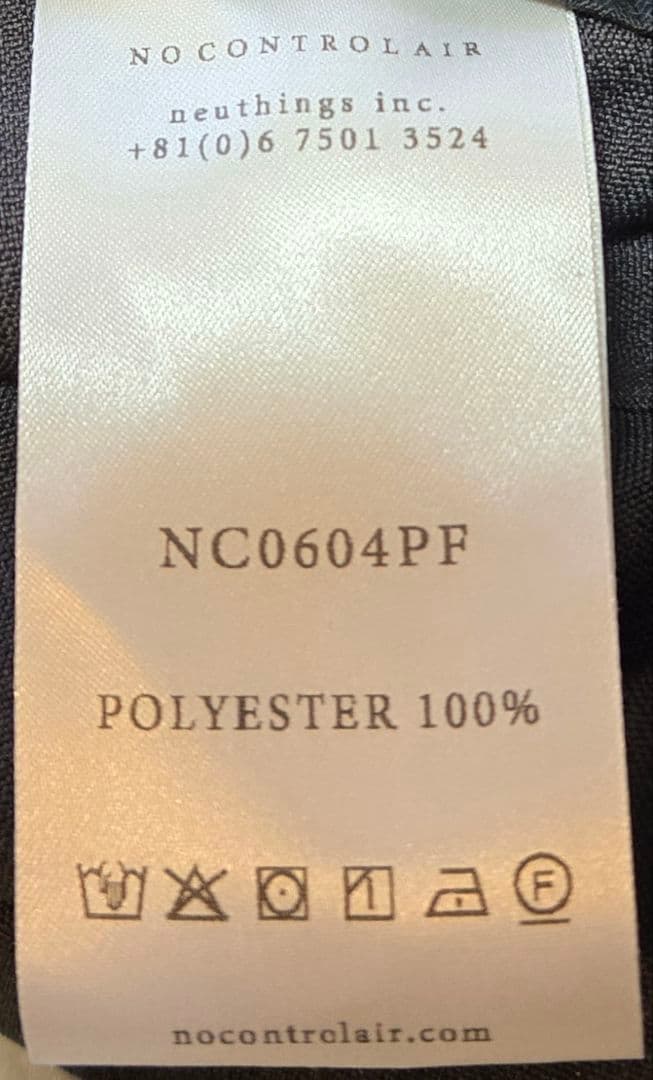 NO CONTROL AIR
neuthings inc.
+81(0)6 7501 3524
NC0604PF
POLYESTER 100%
F
nocontrolair.com